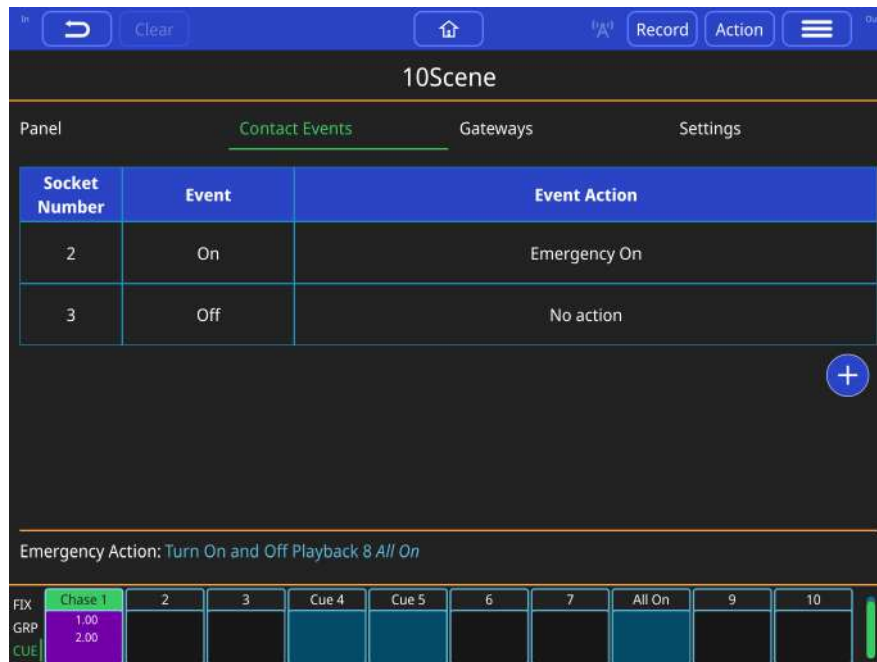 In Clear Record Action Ou
10Scene
Panel Contact Events Gateways Settings
Socket Number Event Event Action
2 On Emergency On
3 Off No action
+
Emergency Action: Turn On and Off Playback 8 All On
FIX Chase 1 2 3 Cue 4 Cue 5 6 7 All On 9 10
GRP 1.00
2.00
CUE